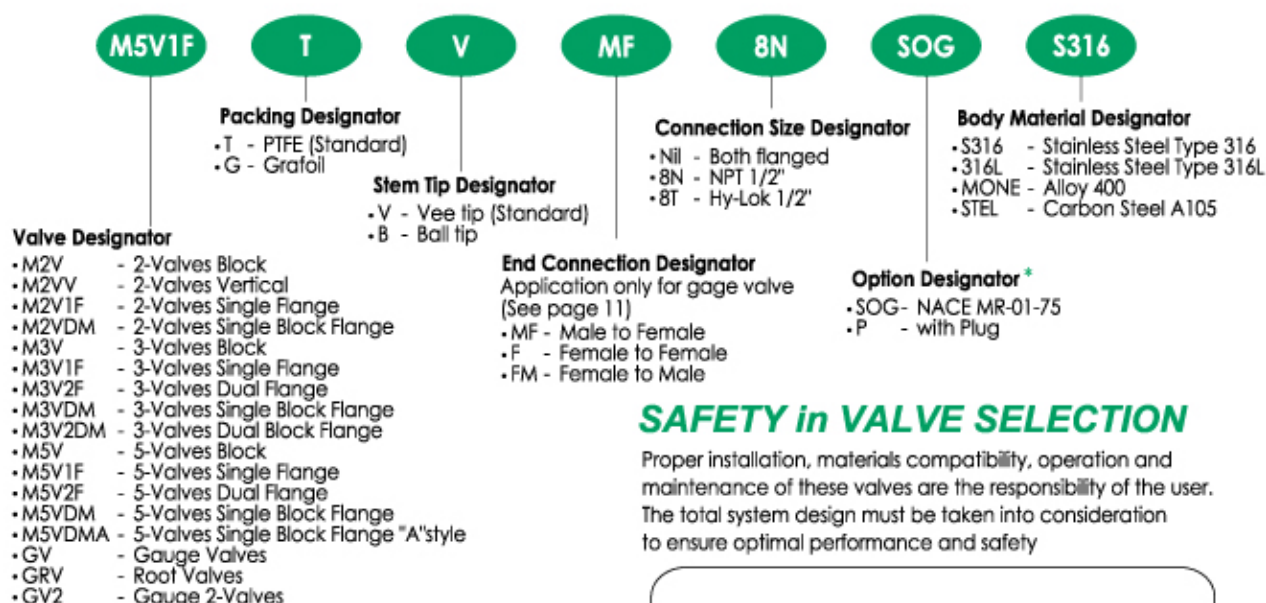 M5V1F T V MF 8N SOG S316
Packing Designator
• T - PTFE (Standard)
• G - Grafoil
Stem Tip Designator
• V - Vee tip (Standard)
• B - Ball tip
Connection Size Designator
• Nil - Both flanged
• 8N - NPT 1/2"
• 8T - Hy-Lok 1/2"
Body Material Designator
• S316 - Stainless Steel Type 316
• 316L - Stainless Steel Type 316L
• MONE - Alloy 400
• STEL - Carbon Steel A105
Valve Designator
• M2V - 2-Valves Block
• M2VV - 2-Valves Vertical
• M2V1F - 2-Valves Single Flange
• M2VDM - 2-Valves Single Block Flange
• M3V - 3-Valves Block
• M3V1F - 3-Valves Single Flange
• M3V2F - 3-Valves Dual Flange
• M3VDM - 3-Valves Single Block Flange
• M3V2DM - 3-Valves Dual Block Flange
• M5V - 5-Valves Block
• M5V1F - 5-Valves Single Flange
• M5V2F - 5-Valves Dual Flange
• M5VDM - 5-Valves Single Block Flange
• M5VDMA - 5-Valves Single Block Flange "A"style
• GV - Gauge Valves
• GRV - Root Valves
• GV2 - Gauge 2-Valves
End Connection Designator
Application only for gage valve
(See page 11)
• MF - Male to Female
• F - Female to Female
• FM - Female to Male
Option Designator *
• SOG- NACE MR-01-75
• P - with Plug
SAFETY in VALVE SELECTION
Proper installation, materials compatibility, operation and
maintenance of these valves are the responsibility of the user.
The total system design must be taken into consideration
to ensure optimal performance and safety